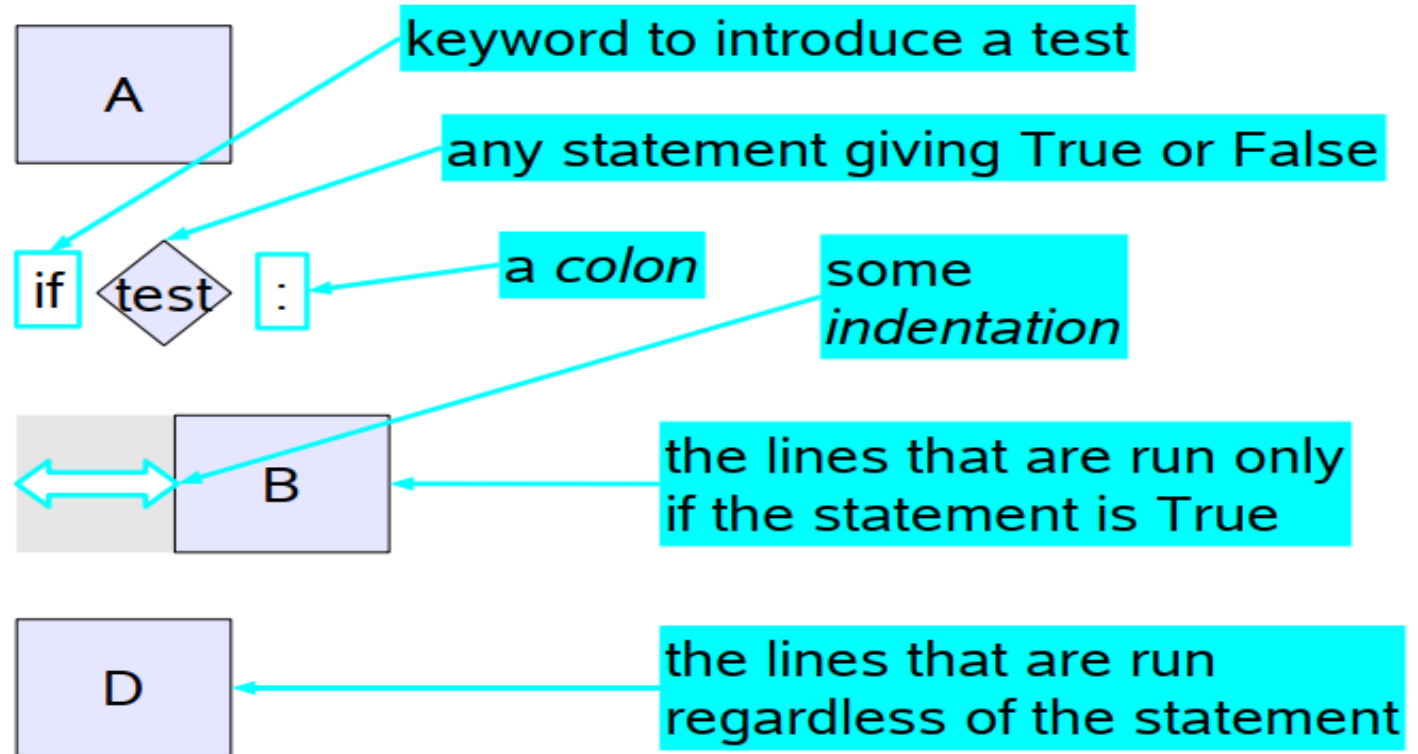 keyword to introduce a test
A
any statement giving True or False
if test :
a colon
some
indentation
B
the lines that are run only
if the statement is True
D
the lines that are run
regardless of the statement